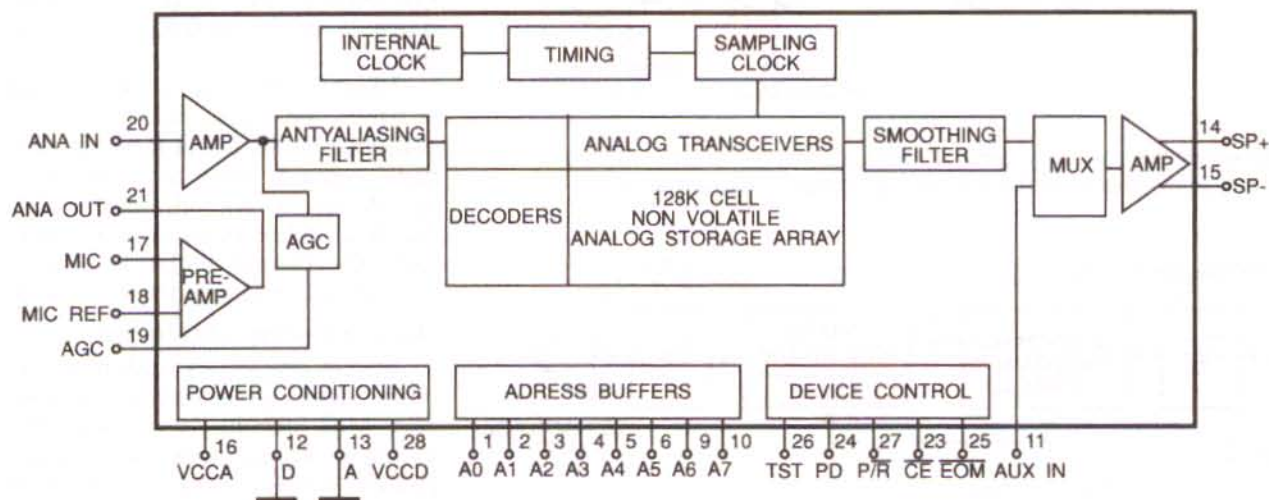 INTERNAL CLOCK
TIMING
SAMPLING CLOCK
ANA IN 20
AMP
ANTYALIASING FILTER
ANALOG TRANSCEIVERS
SMOOTHING FILTER
MUX
AMP
14 SP+
15 SP-
ANA OUT 21
DECODERS
128K CELL
NON VOLATILE
ANALOG STORAGE ARRAY
AGC
MIC 17
PRE-AMP
MIC REF 18
AGC 19
POWER CONDITIONING
ADRESS BUFFERS
DEVICE CONTROL
16 12 13 28 1 2 3 4 5 6 9 10 26 24 27 23 25 11
VCCA D A VCCD A0 A1 A2 A3 A4 A5 A6 A7 TST PD P/R̅ C̅E̅ E̅O̅M̅ AUX IN